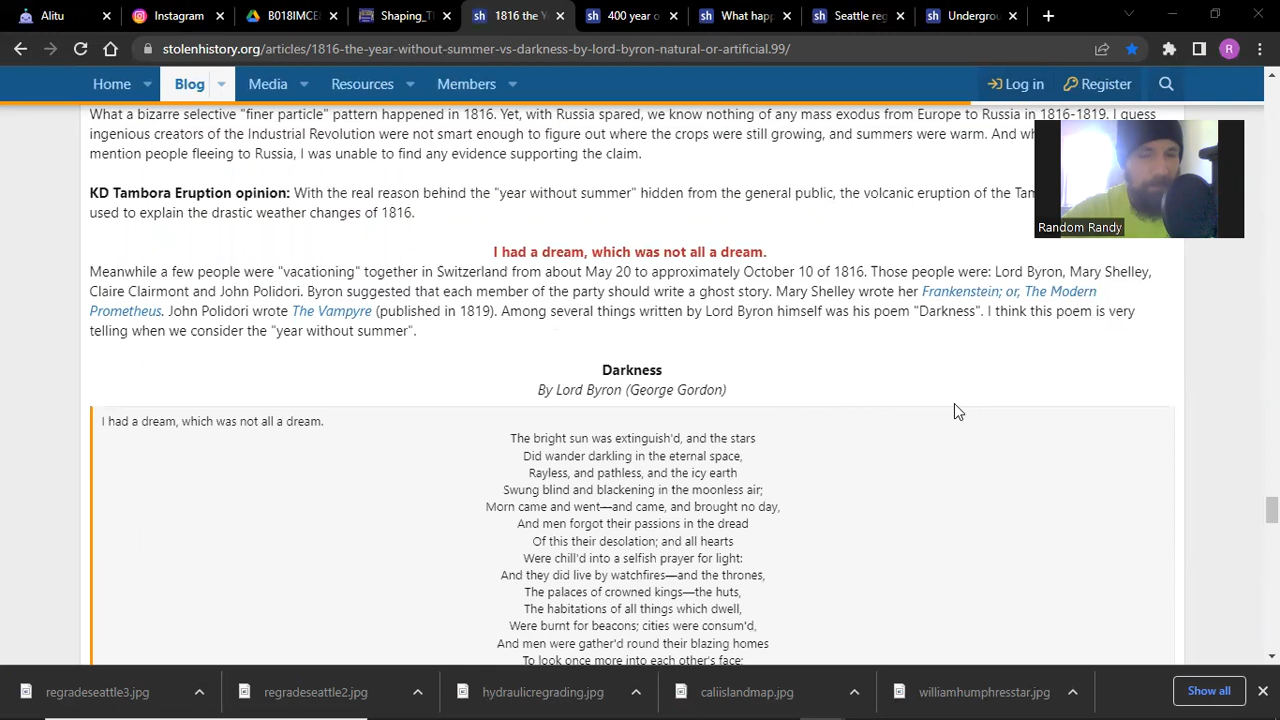 Alitu
Instagram
B018IMCE
Shaping_T
1816 the Y
400 year o
What happ
Seattle reg
Undergrou
stolenhistory.org/articles/1816-the-year-without-summer-vs-darkness-by-lord-byron-natural-or-artificial.99/
R
Home
Blog
Media
Resources
Members
Log in
Register
What a bizarre selective "finer particle" pattern happened in 1816. Yet, with Russia spared, we know nothing of any mass exodus from Europe to Russia in 1816-1819. I guess
ingenious creators of the Industrial Revolution were not smart enough to figure out where the crops were still growing, and summers were warm. And
mention people fleeing to Russia, I was unable to find any evidence supporting the claim.
KD Tambora Eruption opinion: With the real reason behind the "year without summer" hidden from the general public, the volcanic eruption of the Tam
used to explain the drastic weather changes of 1816.
Random Randy
I had a dream, which was not all a dream.
Meanwhile a few people were "vacationing" together in Switzerland from about May 20 to approximately October 10 of 1816. Those people were: Lord Byron, Mary Shelley,
Claire Clairmont and John Polidori. Byron suggested that each member of the party should write a ghost story. Mary Shelley wrote her Frankenstein; or, The Modern
Prometheus. John Polidori wrote The Vampyre (published in 1819). Among several things written by Lord Byron himself was his poem "Darkness". I think this poem is very
telling when we consider the "year without summer".
Darkness
By Lord Byron (George Gordon)
I had a dream, which was not all a dream.
The bright sun was extinguish'd, and the stars
Did wander darkling in the eternal space,
Rayless, and pathless, and the icy earth
Swung blind and blackening in the moonless air;
Morn came and went—and came, and brought no day,
And men forgot their passions in the dread
Of this their desolation; and all hearts
Were chill'd into a selfish prayer for light:
And they did live by watchfires—and the thrones,
The palaces of crowned kings—the huts,
The habitations of all things which dwell,
Were burnt for beacons; cities were consum'd,
And men were gather'd round their blazing homes
To look once more into each other's face;
regradeseattle3.jpg
regradeseattle2.jpg
hydraulicregrading.jpg
caliislandmap.jpg
williamhumphresstar.jpg
Show all